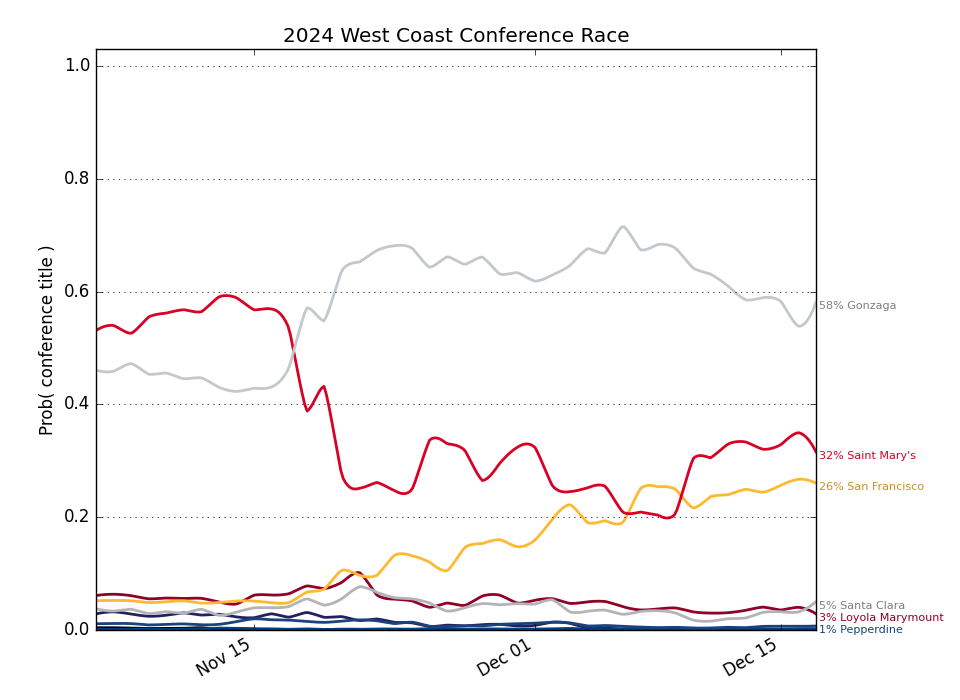 2024 West Coast Conference Race
1.0
0.8
0.6
0.4
0.2
0.0
Prob( conference title )
Nov 15
Dec 01
Dec 15
58% Gonzaga
32% Saint Mary's
26% San Francisco
5% Santa Clara
3% Loyola Marymount
1% Pepperdine